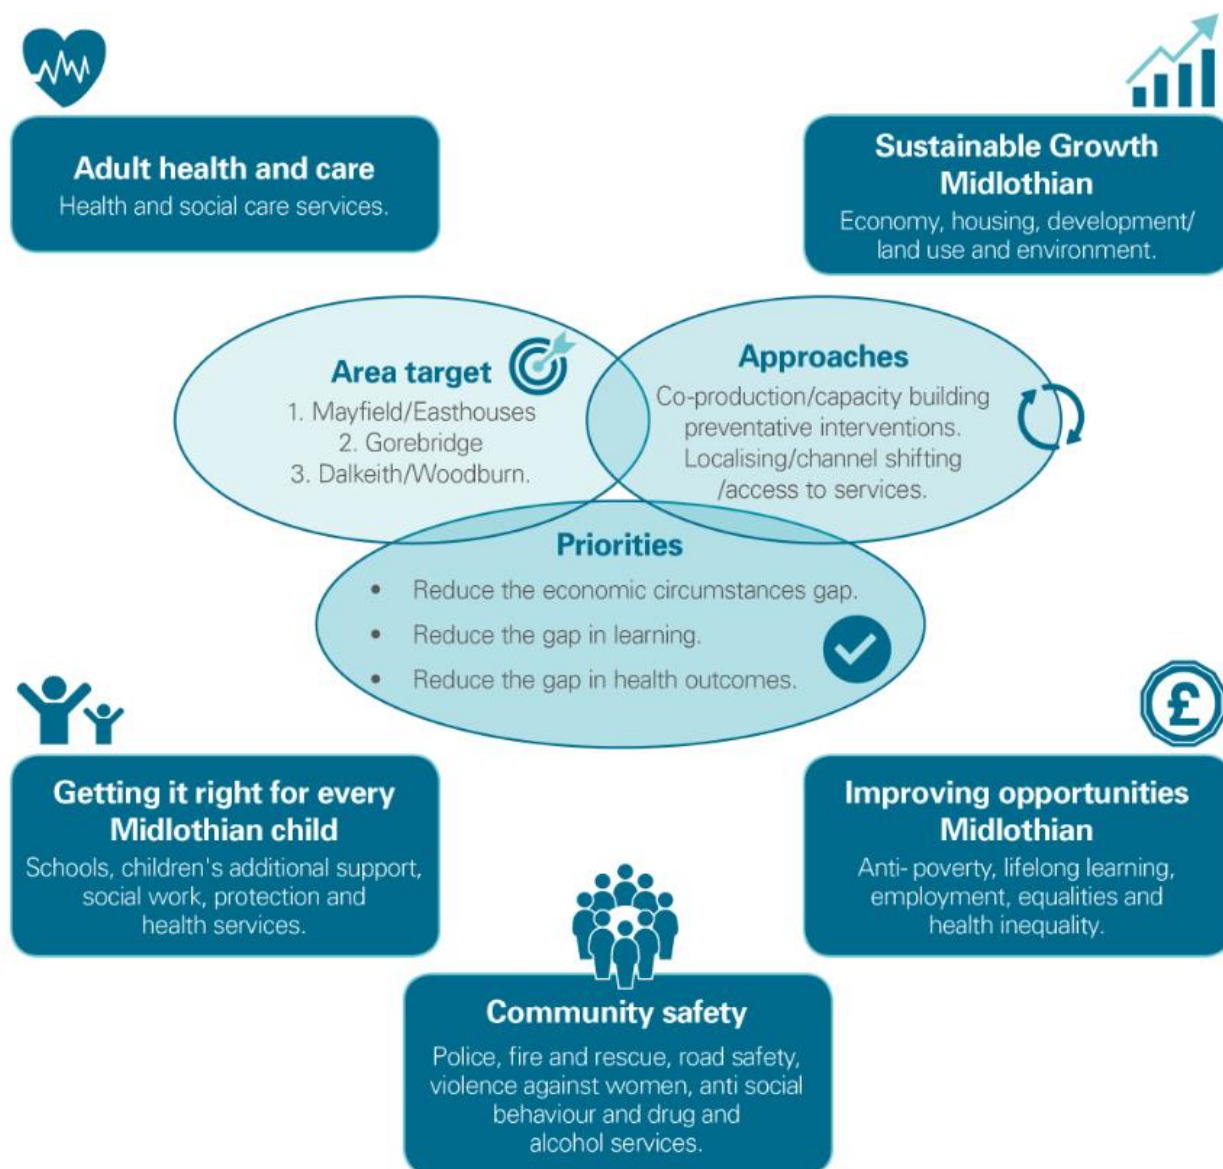 Adult health and care
Health and social care services.
Sustainable Growth
Midlothian
Economy, housing, development/
land use and environment.
Area target
1. Mayfield/Easthouses
2. Gorebridge
3. Dalkeith/Woodburn.
Approaches
Co-production/capacity building
preventative interventions.
Localising/channel shifting
/access to services.
Priorities
• Reduce the economic circumstances gap.
• Reduce the gap in learning.
• Reduce the gap in health outcomes.
£
Getting it right for every
Midlothian child
Schools, children's additional support,
social work, protection and
health services.
Improving opportunities
Midlothian
Anti- poverty, lifelong learning,
employment, equalities and
health inequality.
Community safety
Police, fire and rescue, road safety,
violence against women, anti social
behaviour and drug and
alcohol services.